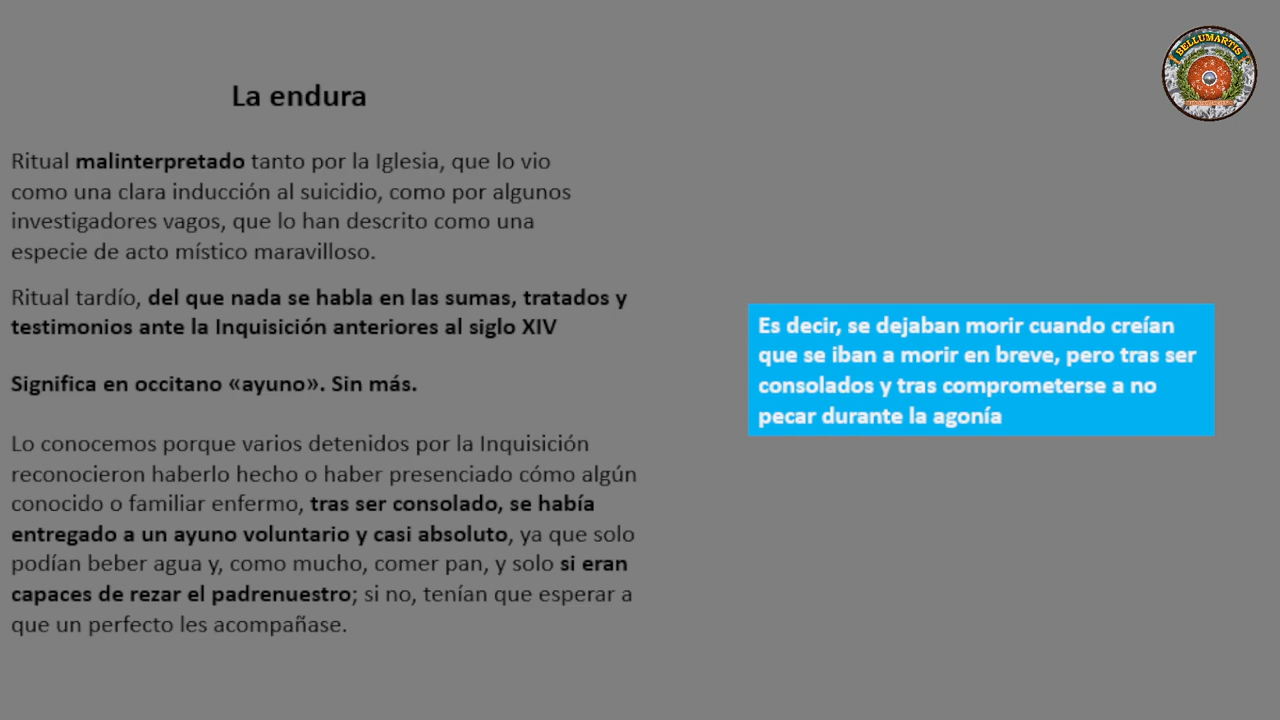 BELLUMARTIS
La endura
Ritual malinterpretado tanto por la Iglesia, que lo vio
como una clara inducción al suicidio, como por algunos
investigadores vagos, que lo han descrito como una
especie de acto místico maravilloso.
Ritual tardío, del que nada se habla en las sumas, tratados y
testimonios ante la Inquisición anteriores al siglo XIV
Significa en occitano «ayuno». Sin más.
Lo conocemos porque varios detenidos por la Inquisición
reconocieron haberlo hecho o haber presenciado cómo algún
conocido o familiar enfermo, tras ser consolado, se había
entregado a un ayuno voluntario y casi absoluto, ya que solo
podían beber agua y, como mucho, comer pan, y solo si eran
capaces de rezar el padrenuestro; si no, tenían que esperar a
que un perfecto les acompañase.
Es decir, se dejaban morir cuando creían
que se iban a morir en breve, pero tras ser
consolados y tras comprometerse a no
pecar durante la agonía